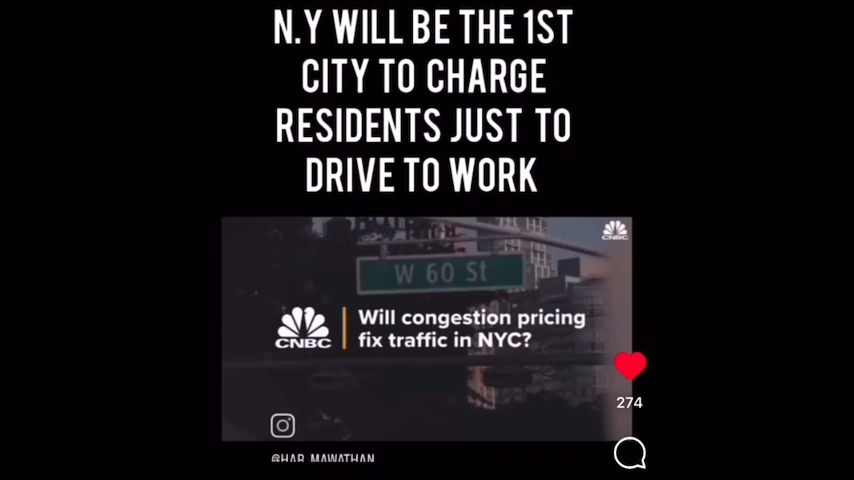 N.Y WILL BE THE 1ST
CITY TO CHARGE
RESIDENTS JUST TO
DRIVE TO WORK
CNBC
W 60 St
Will congestion pricing
CNBC
fix traffic in NYC?
274
@HAR_MAWATHAN